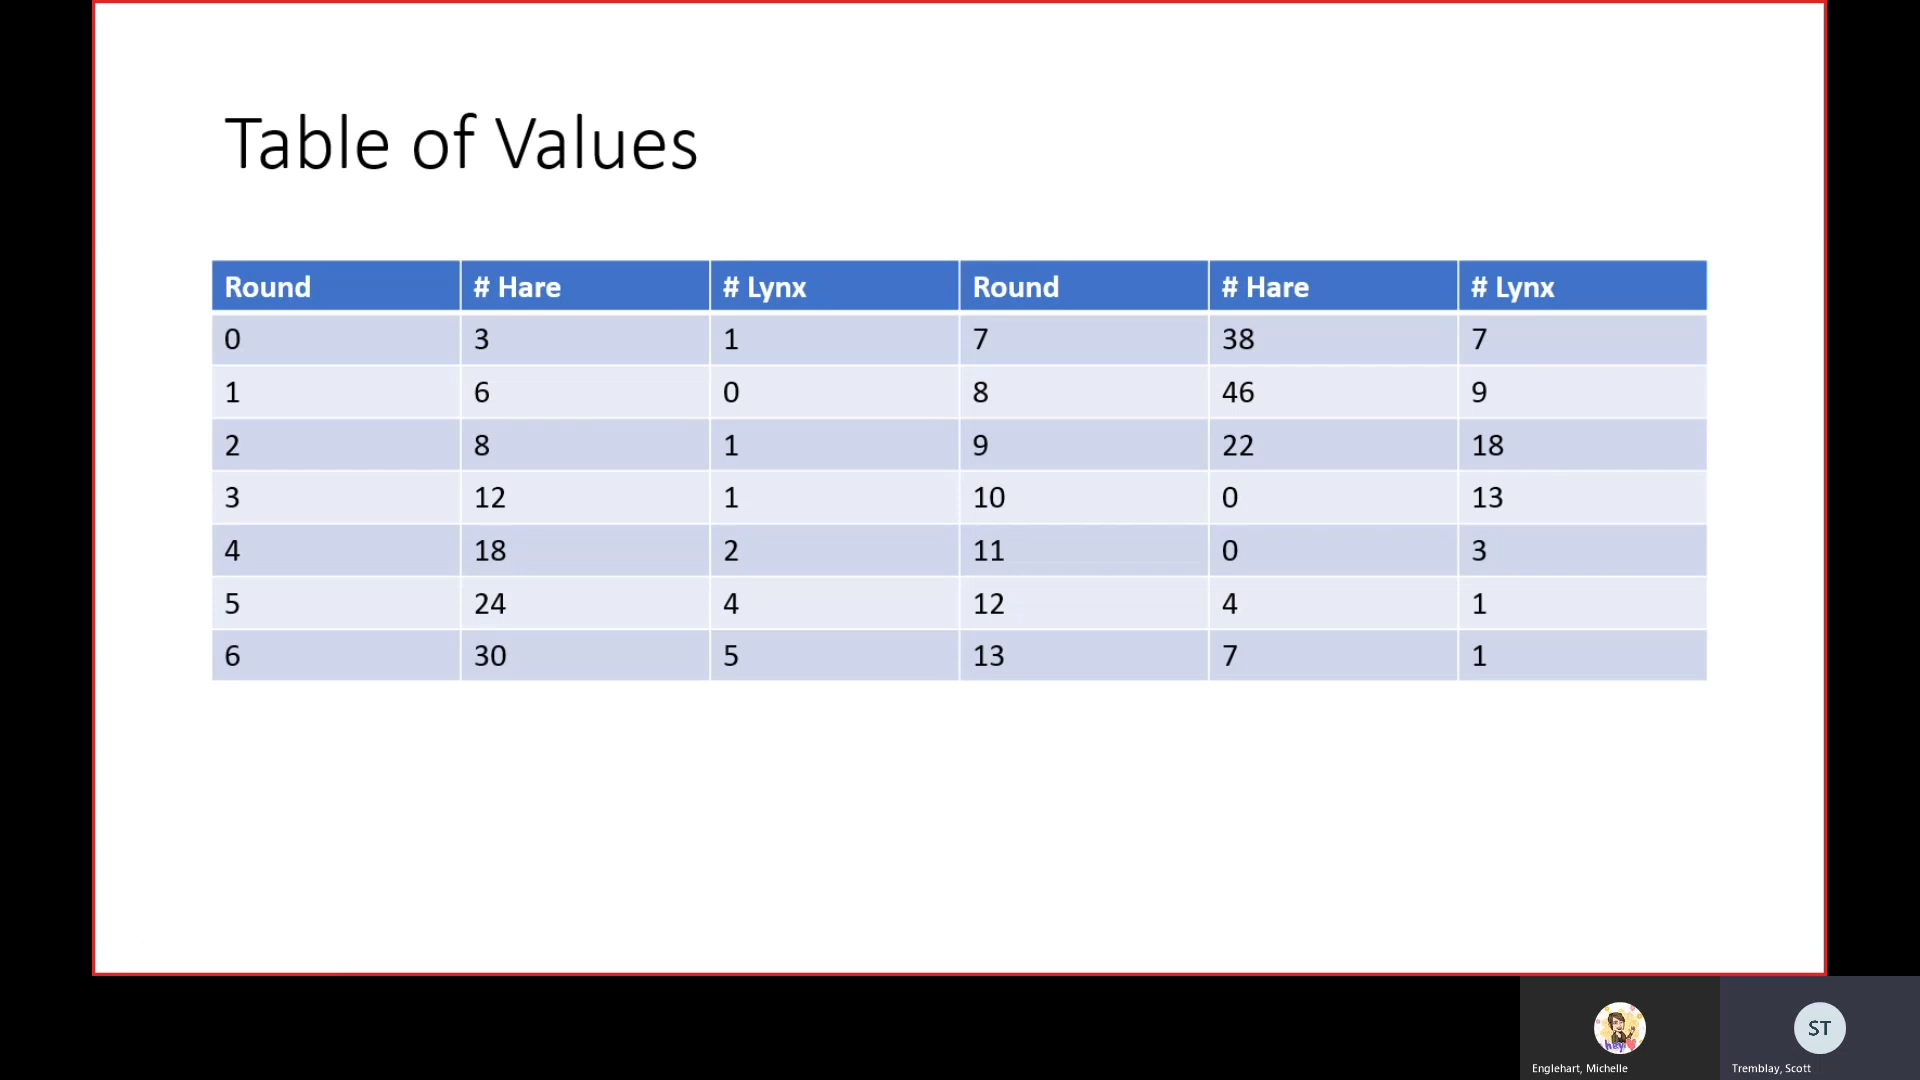 Table of Values
Round # Hare # Lynx Round # Hare # Lynx
0 3 1 7 38 7
1 6 0 8 46 9
2 8 1 9 22 18
3 12 1 10 0 13
4 18 2 11 0 3
5 24 4 12 4 1
6 30 5 13 7 1
hey!
ST
Englehart, Michelle
Tremblay, Scott